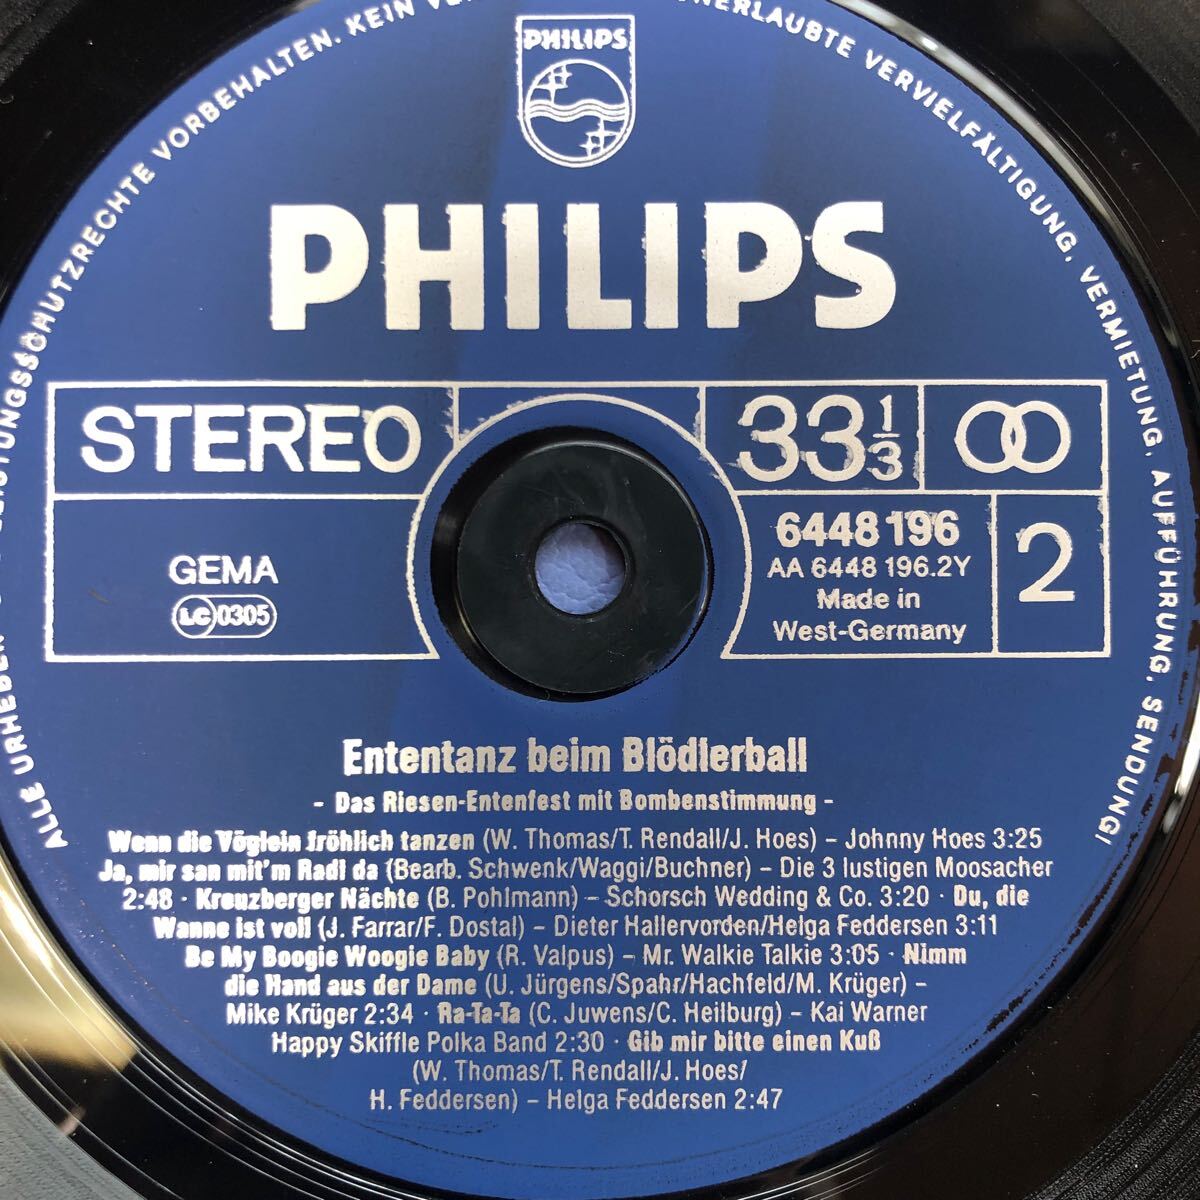 ALLE URHEBER
LEISTUNGSSCHUTZRECHTE VORBEHALTEN. KEIN
UNERLAUBTE VERVIELFÄLTIGUNG, VERMIETUNG, AUFFÜHRUNG, SENDUNG!
PHILIPS
PHILIPS
STEREO
33 1/3
GEMA
LC 0305
6448 196
AA 6448 196.2Y
Made in
West-Germany
2
Ententanz beim Blödlerball
- Das Riesen-Entenfest mit Bombenstimmung -
Wenn die Vöglein fröhlich tanzen (W. Thomas/T. Rendall/J. Hoes) – Johnny Hoes 3:25
Ja, mir san mit'm Radl da (Bearb. Schwenk/Waggi/Buchner) – Die 3 lustigen Moosacher
2:48 · Kreuzberger Nächte (B. Pohlmann) – Schorsch Wedding & Co. 3:20 · Du, die
Wanne ist voll (J. Farrar/F. Dostal) – Dieter Hallervorden/Helga Feddersen 3:11
Be My Boogie Woogie Baby (R. Valpus) – Mr. Walkie Talkie 3:05 · Nimm
die Hand aus der Dame (U. Jürgens/Spahr/Hachfeld/M. Krüger) –
Mike Krüger 2:34 · Ra-Ta-Ta (C. Juwens/C. Heilburg) – Kai Warner
Happy Skiffle Polka Band 2:30 · Gib mir bitte einen Kuß
(W. Thomas/T. Rendall/J. Hoes/
H. Feddersen) – Helga Feddersen 2:47